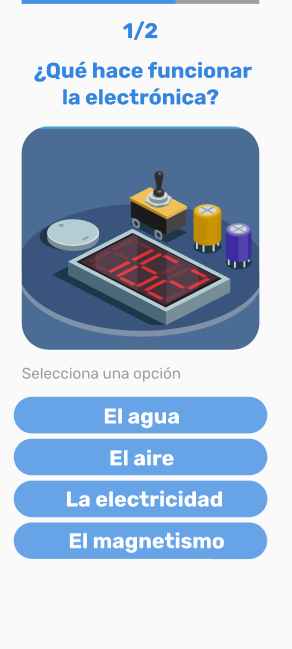 1/2
¿Qué hace funcionar
la electrónica?
Selecciona una opción
El agua
El aire
La electricidad
El magnetismo